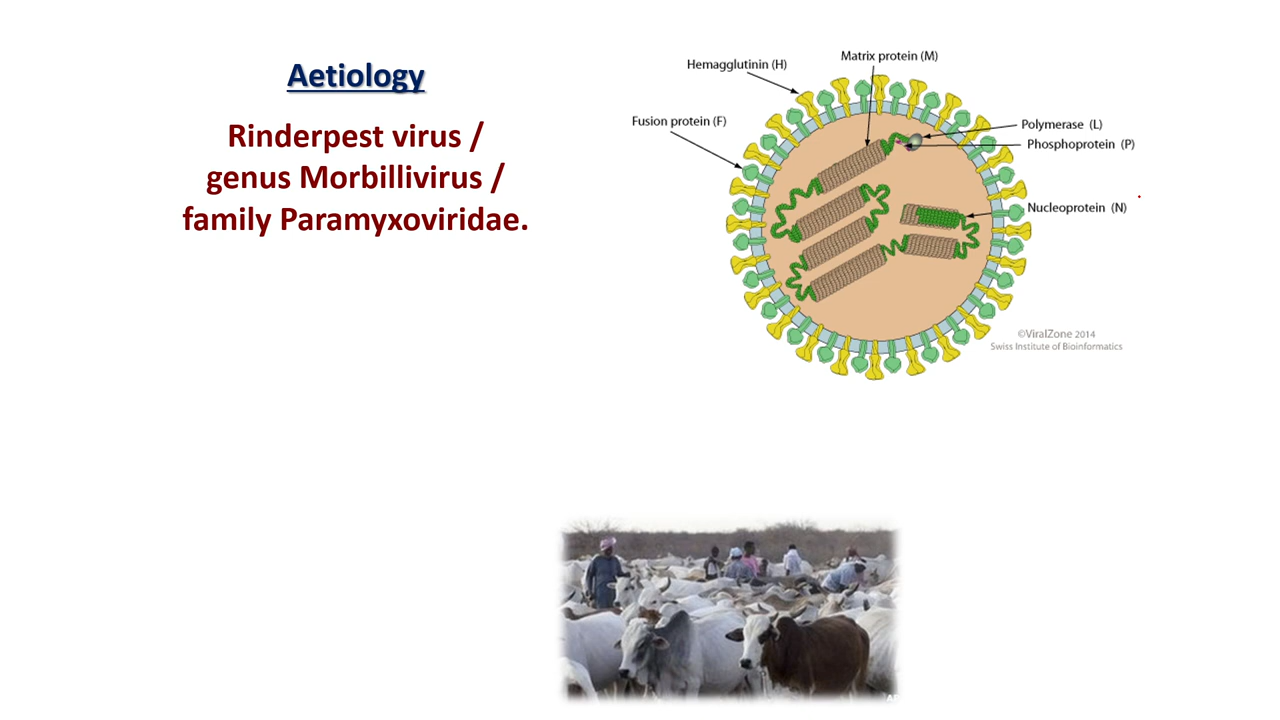 Aetiology
Rinderpest virus /
genus Morbillivirus /
family Paramyxoviridae.
Matrix protein (M)
Hemagglutinin (H)
Fusion protein (F)
Polymerase (L)
Phosphoprotein (P)
Nucleoprotein (N)
©ViralZone 2014
Swiss Institute of Bioinformatics